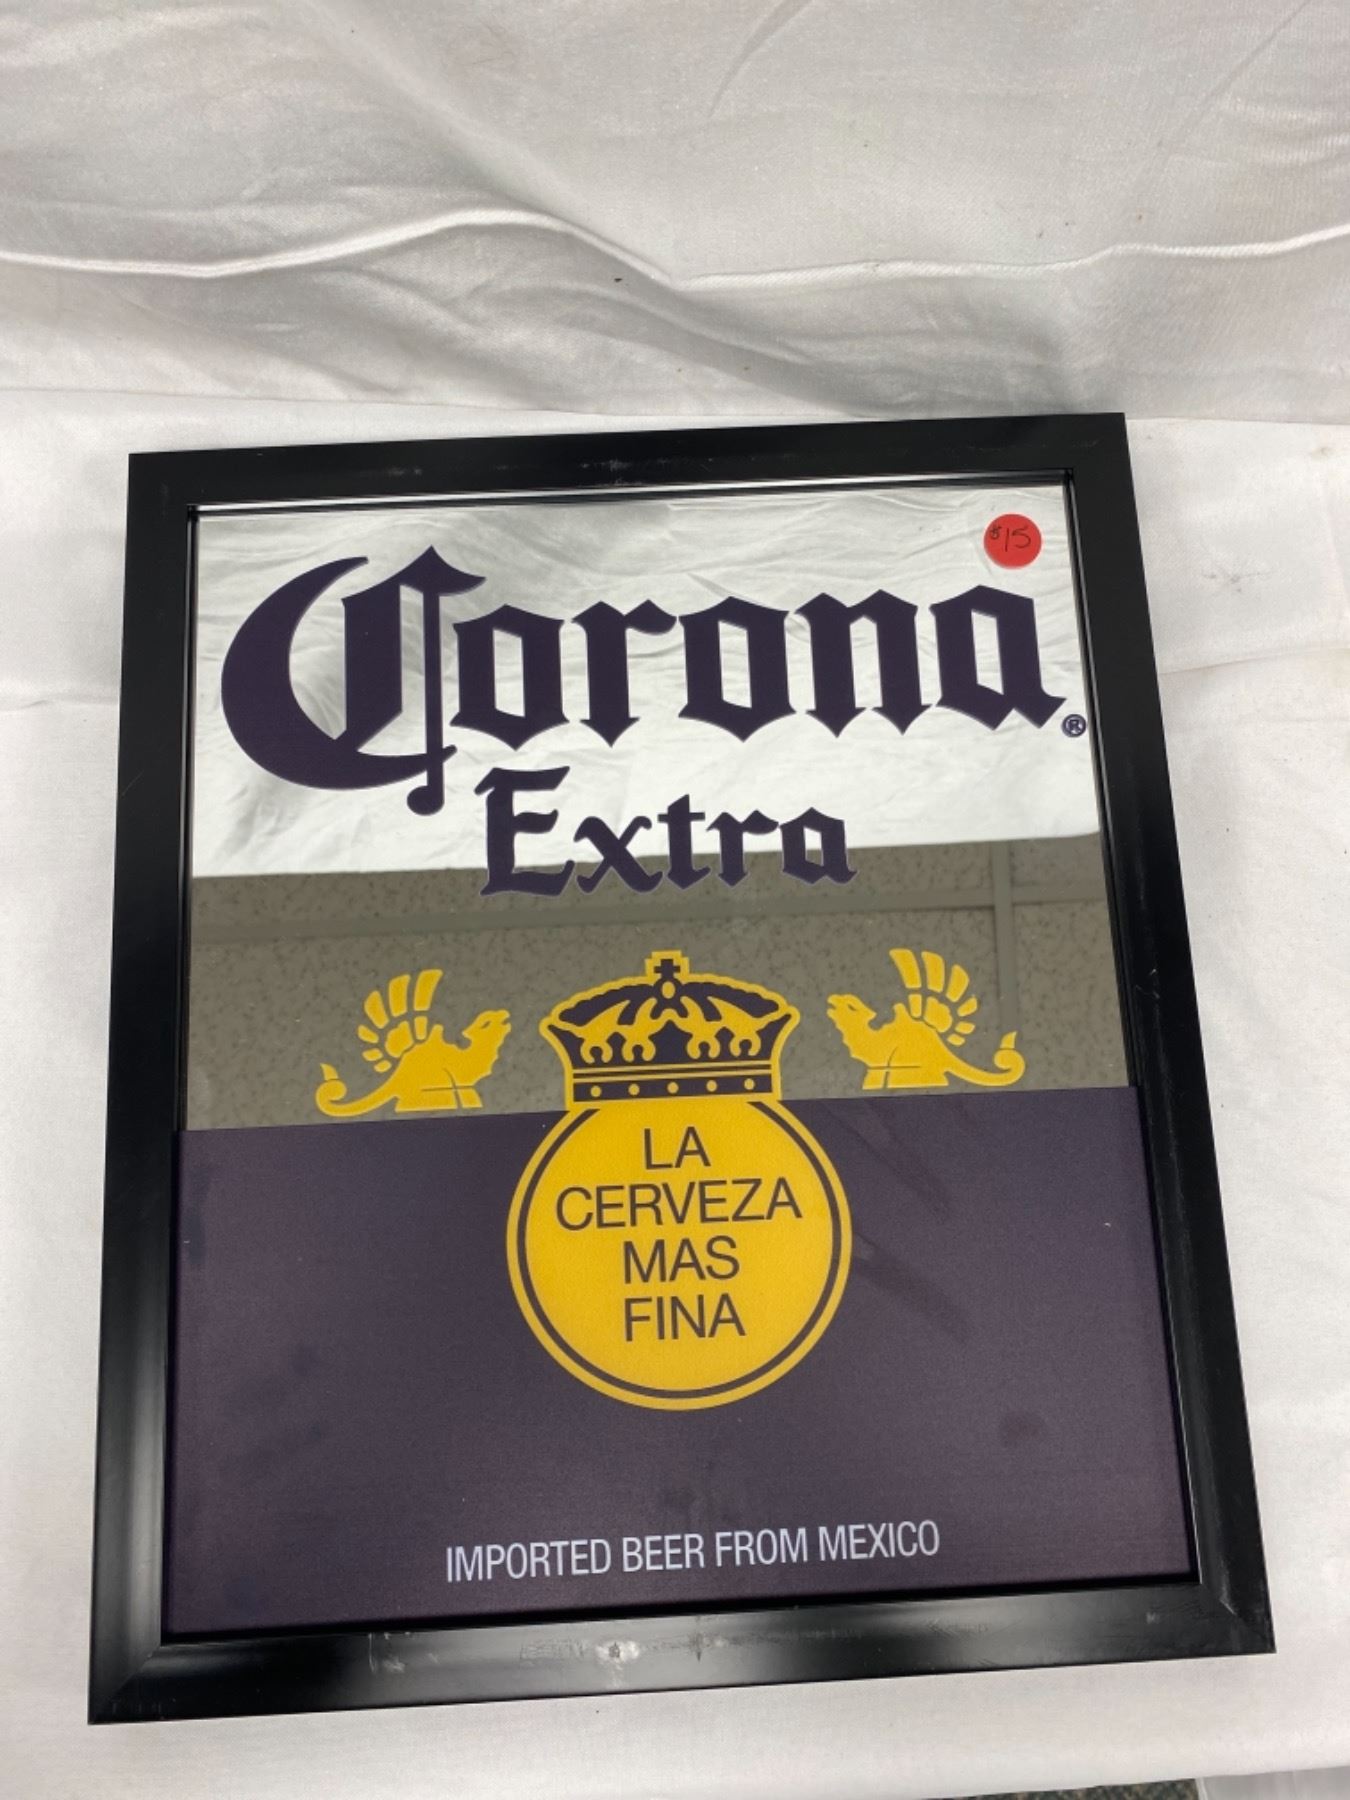 $15
Corona®
Extra
LA
CERVEZA
MAS
FINA
IMPORTED BEER FROM MEXICO